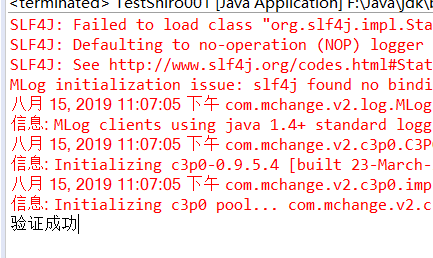 <terminated> TestShiro001 [Java Application] F:\Java\jdk\b
SLF4J: Failed to load class "org.slf4j.impl.Sta
SLF4J: Defaulting to no-operation (NOP) logger
SLF4J: See http://www.slf4j.org/codes.html#Stat
MLog initialization issue: slf4j found no bindi
八月 15, 2019 11:07:05 下午 com.mchange.v2.log.MLog
信息: MLog clients using java 1.4+ standard logg
八月 15, 2019 11:07:05 下午 com.mchange.v2.c3p0.C3P
信息: Initializing c3p0-0.9.5.4 [built 23-March-
八月 15, 2019 11:07:05 下午 com.mchange.v2.c3p0.imp
信息: Initializing c3p0 pool... com.mchange.v2.c
验证成功